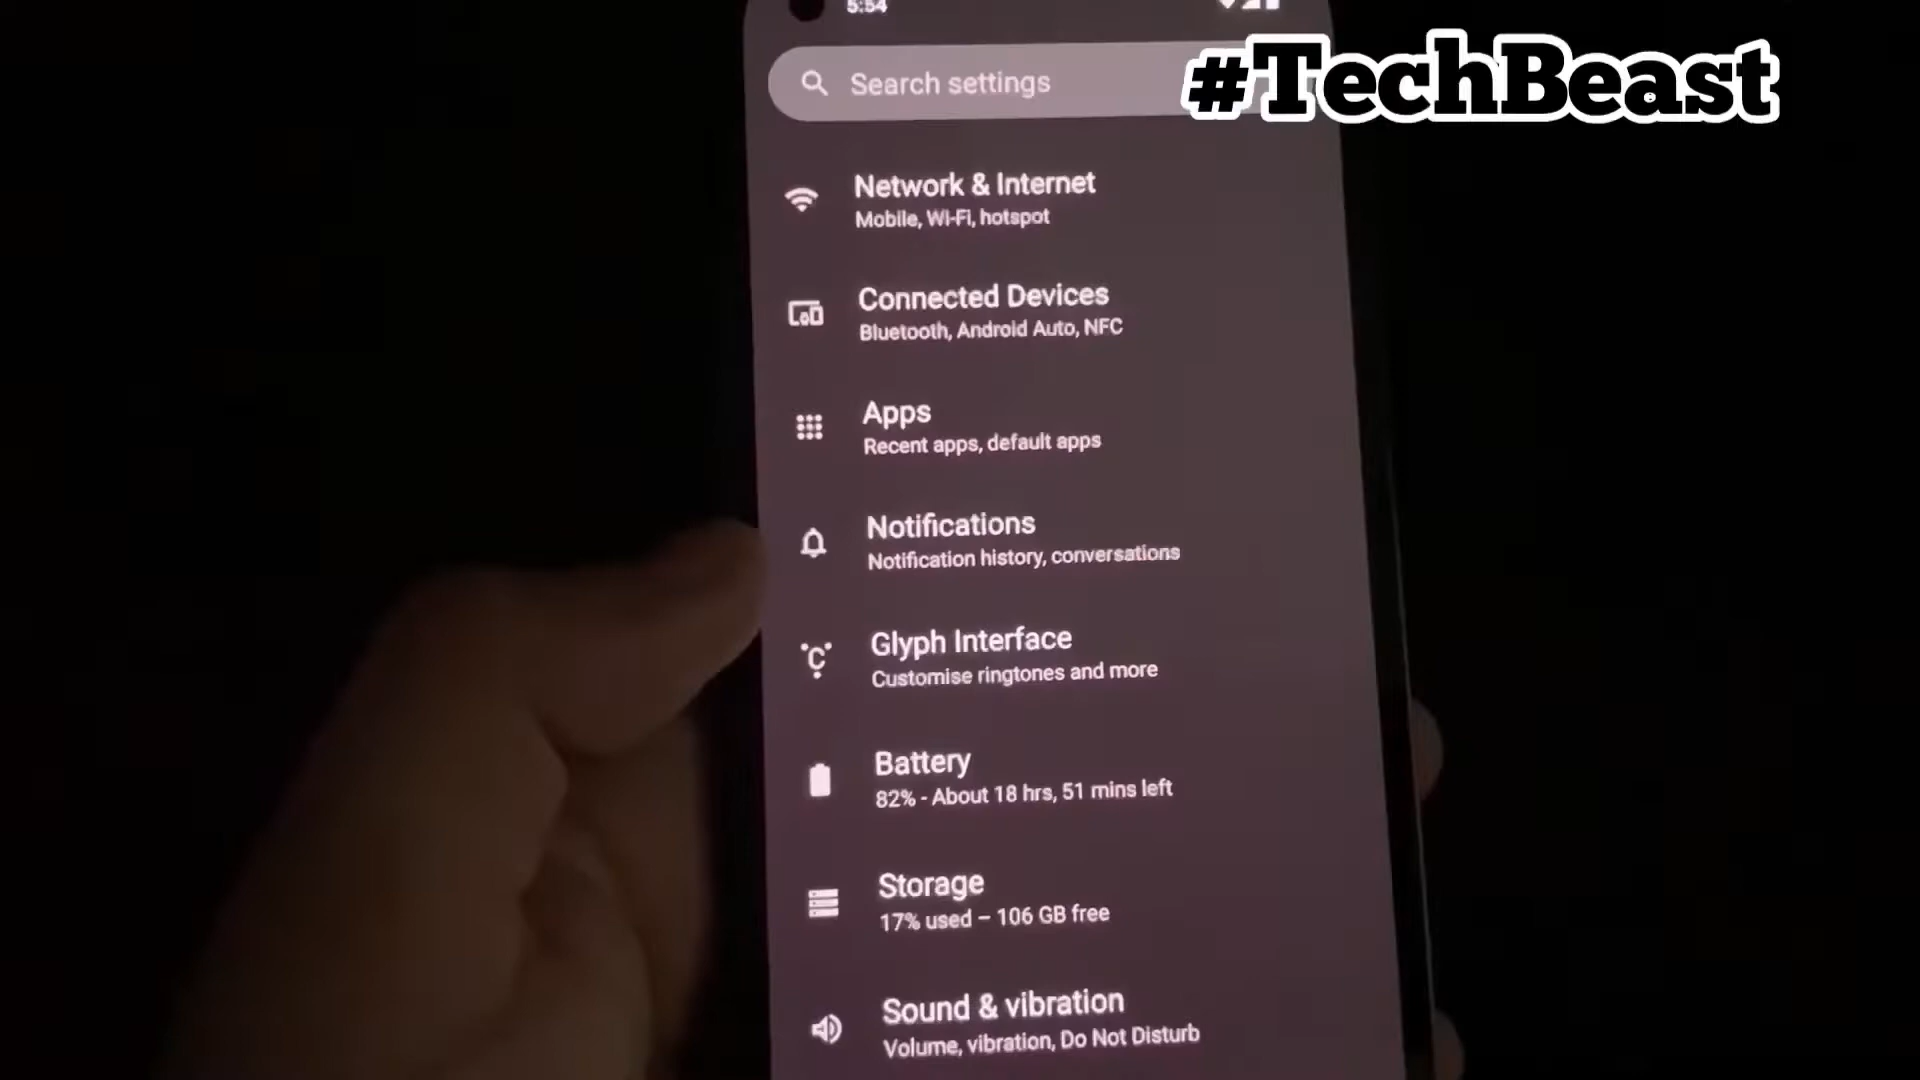 5:54
#TechBeast
Search settings
Network & Internet
Mobile, Wi-Fi, hotspot
Connected Devices
Bluetooth, Android Auto, NFC
Apps
Recent apps, default apps
Notifications
Notification history, conversations
Glyph Interface
Customise ringtones and more
Battery
82% - About 18 hrs, 51 mins left
Storage
17% used – 106 GB free
Sound & vibration
Volume, vibration, Do Not Disturb